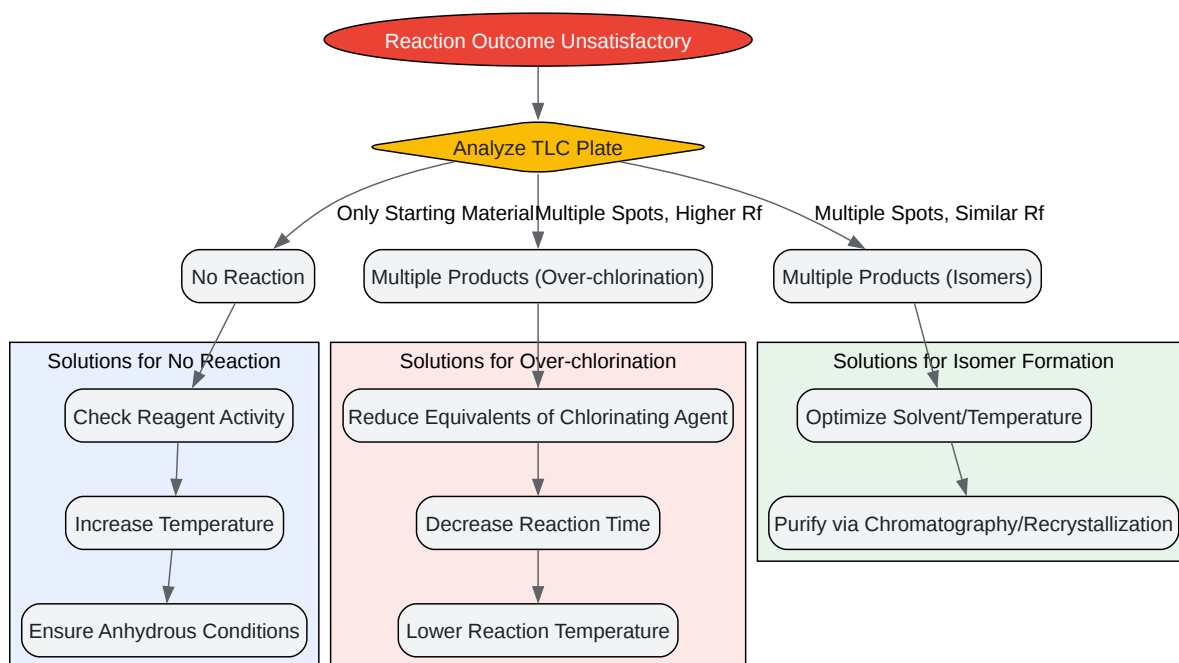 Reaction Outcome Unsatisfactory
Analyze TLC Plate
Only Starting Material
Multiple Spots, Higher Rf
Multiple Spots, Similar Rf
No Reaction
Multiple Products (Over-chlorination)
Multiple Products (Isomers)
Solutions for No Reaction
Solutions for Over-chlorination
Solutions for Isomer Formation
Check Reagent Activity
Reduce Equivalents of Chlorinating Agent
Optimize Solvent/Temperature
Increase Temperature
Decrease Reaction Time
Purify via Chromatography/Recrystallization
Ensure Anhydrous Conditions
Lower Reaction Temperature